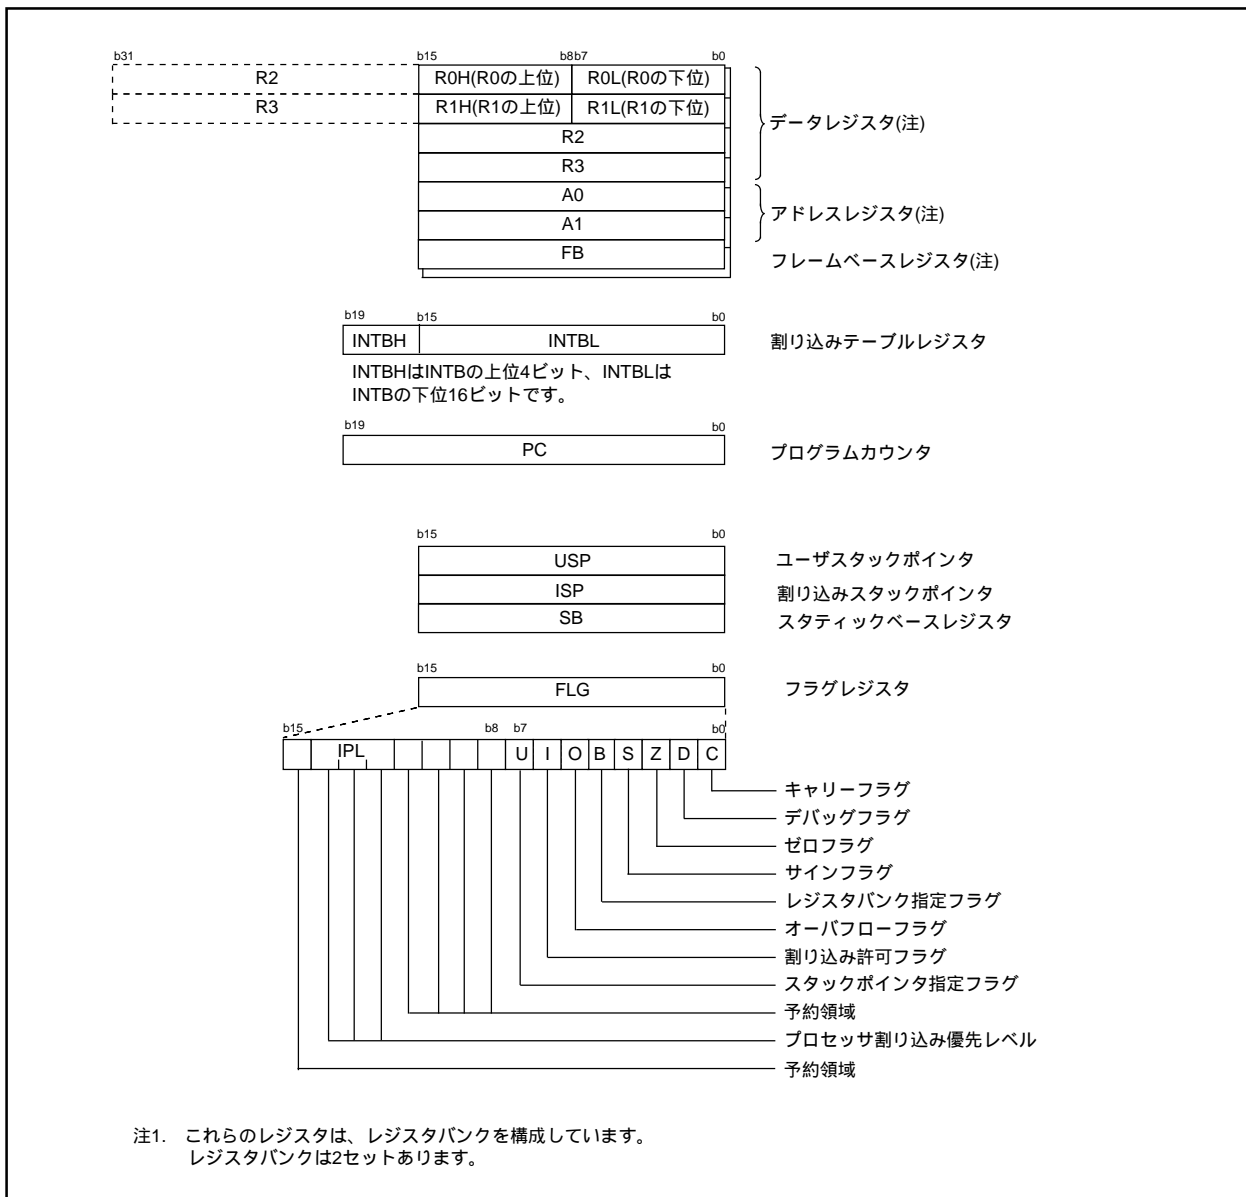 b31 b15 b8b7 b0
R2 R0H(R0の上位) R0L(R0の下位)
R3 R1H(R1の上位) R1L(R1の下位)
データレジスタ(注)
R2
R3
A0
アドレスレジスタ(注)
A1
FB フレームベースレジスタ(注)
b19 b15 b0
INTBH INTBL 割り込みテーブルレジスタ
INTBHはINTBの上位4ビット、INTBLは
INTBの下位16ビットです。
b19 b0
PC プログラムカウンタ
b15 b0
USP ユーザスタックポインタ
ISP 割り込みスタックポインタ
SB スタティックベースレジスタ
b15 b0
FLG フラグレジスタ
b15 b8 b7 b0
IPL U I O B S Z D C
キャリーフラグ
デバッグフラグ
ゼロフラグ
サインフラグ
レジスタバンク指定フラグ
オーバフローフラグ
割り込み許可フラグ
スタックポインタ指定フラグ
予約領域
プロセッサ割り込み優先レベル
予約領域
注1. これらのレジスタは、レジスタバンクを構成しています。
レジスタバンクは2セットあります。